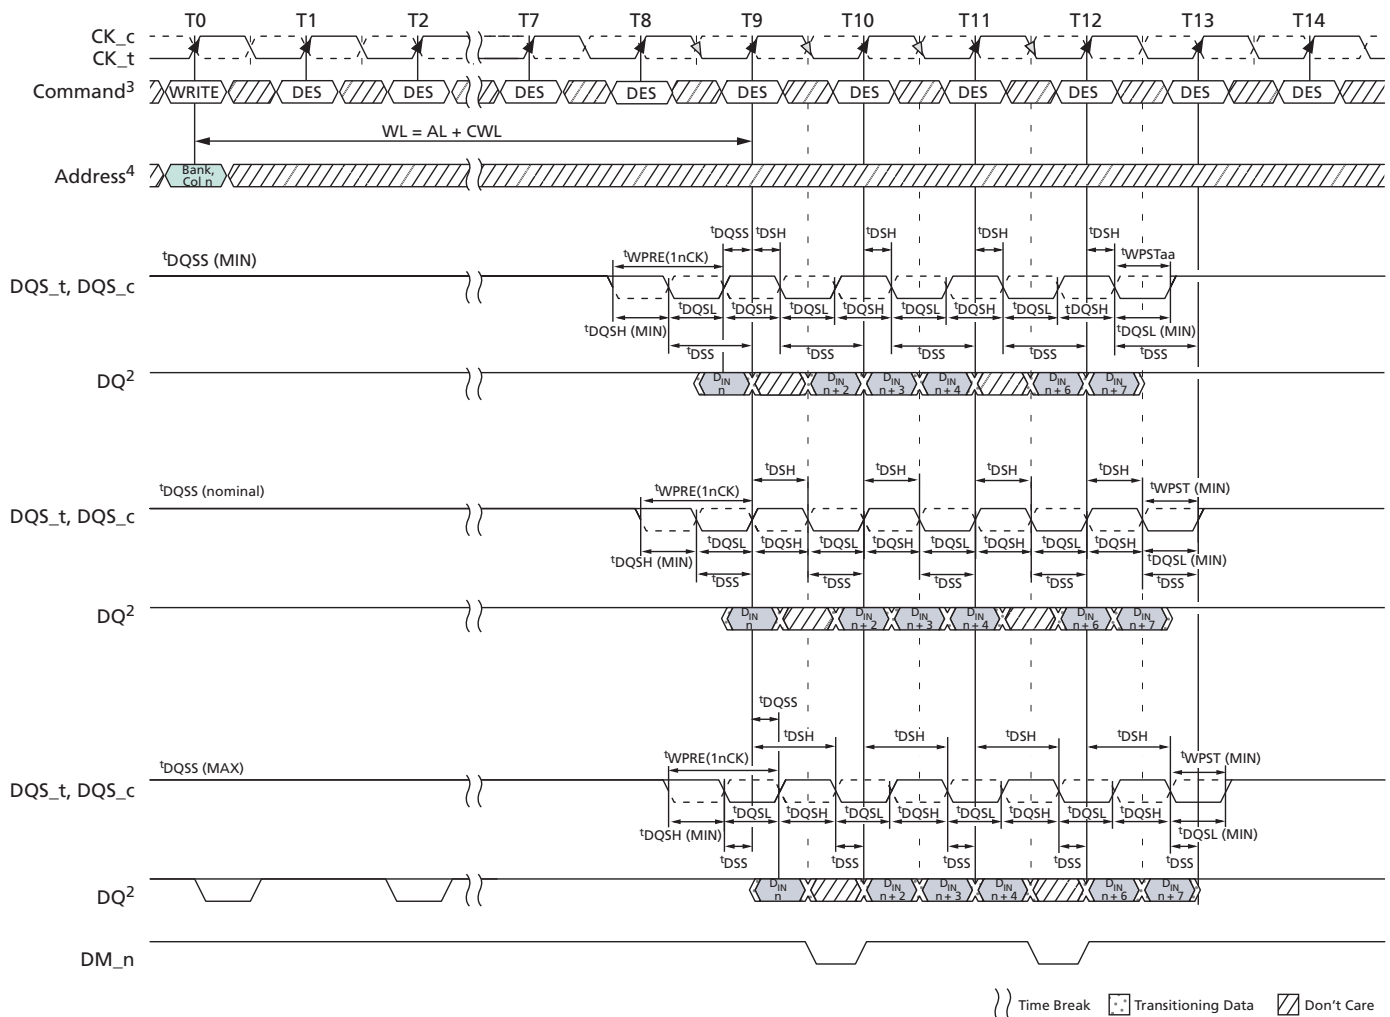 T0 T1 T2 T7 T8 T9 T10 T11 T12 T13 T14
CK_c
CK_t
Command3 WRITE DES DES DES DES DES DES DES DES DES DES
WL = AL + CWL
Address4 Bank, Col n
tDQSS tDSH tDSH tDSH tDSH
tDQSS (MIN) tWPRE(1nCK) tWPSTaa
DQS_t, DQS_c
tDQSL tDQSH tDQSL tDQSH tDQSL tDQSH tDQSL tDQSH
tDQSH (MIN) tDQSL (MIN)
tDSS tDSS tDSS tDSS tDSS
DQ2 DIN n DIN n + 2 DIN n + 3 DIN n + 4 DIN n + 6 DIN n + 7
tDSH tDSH tDSH tDSH
tDQSS (nominal) tWPRE(1nCK) tWPST (MIN)
DQS_t, DQS_c
tDQSL tDQSH tDQSL tDQSH tDQSL tDQSH tDQSL tDQSH
tDQSH (MIN) tDQSL (MIN)
tDSS tDSS tDSS tDSS tDSS
DQ2 DIN n DIN n + 2 DIN n + 3 DIN n + 4 DIN n + 6 DIN n + 7
tDQSS
tDSH tDSH tDSH tDSH
tDQSS (MAX) tWPRE(1nCK) tWPST (MIN)
DQS_t, DQS_c
tDQSL tDQSH tDQSL tDQSH tDQSL tDQSH tDQSL tDQSH
tDQSH (MIN) tDQSL (MIN)
tDSS tDSS tDSS tDSS tDSS
DQ2 DIN n DIN n + 2 DIN n + 3 DIN n + 4 DIN n + 6 DIN n + 7
DM_n
Time Break Transitioning Data Don't Care